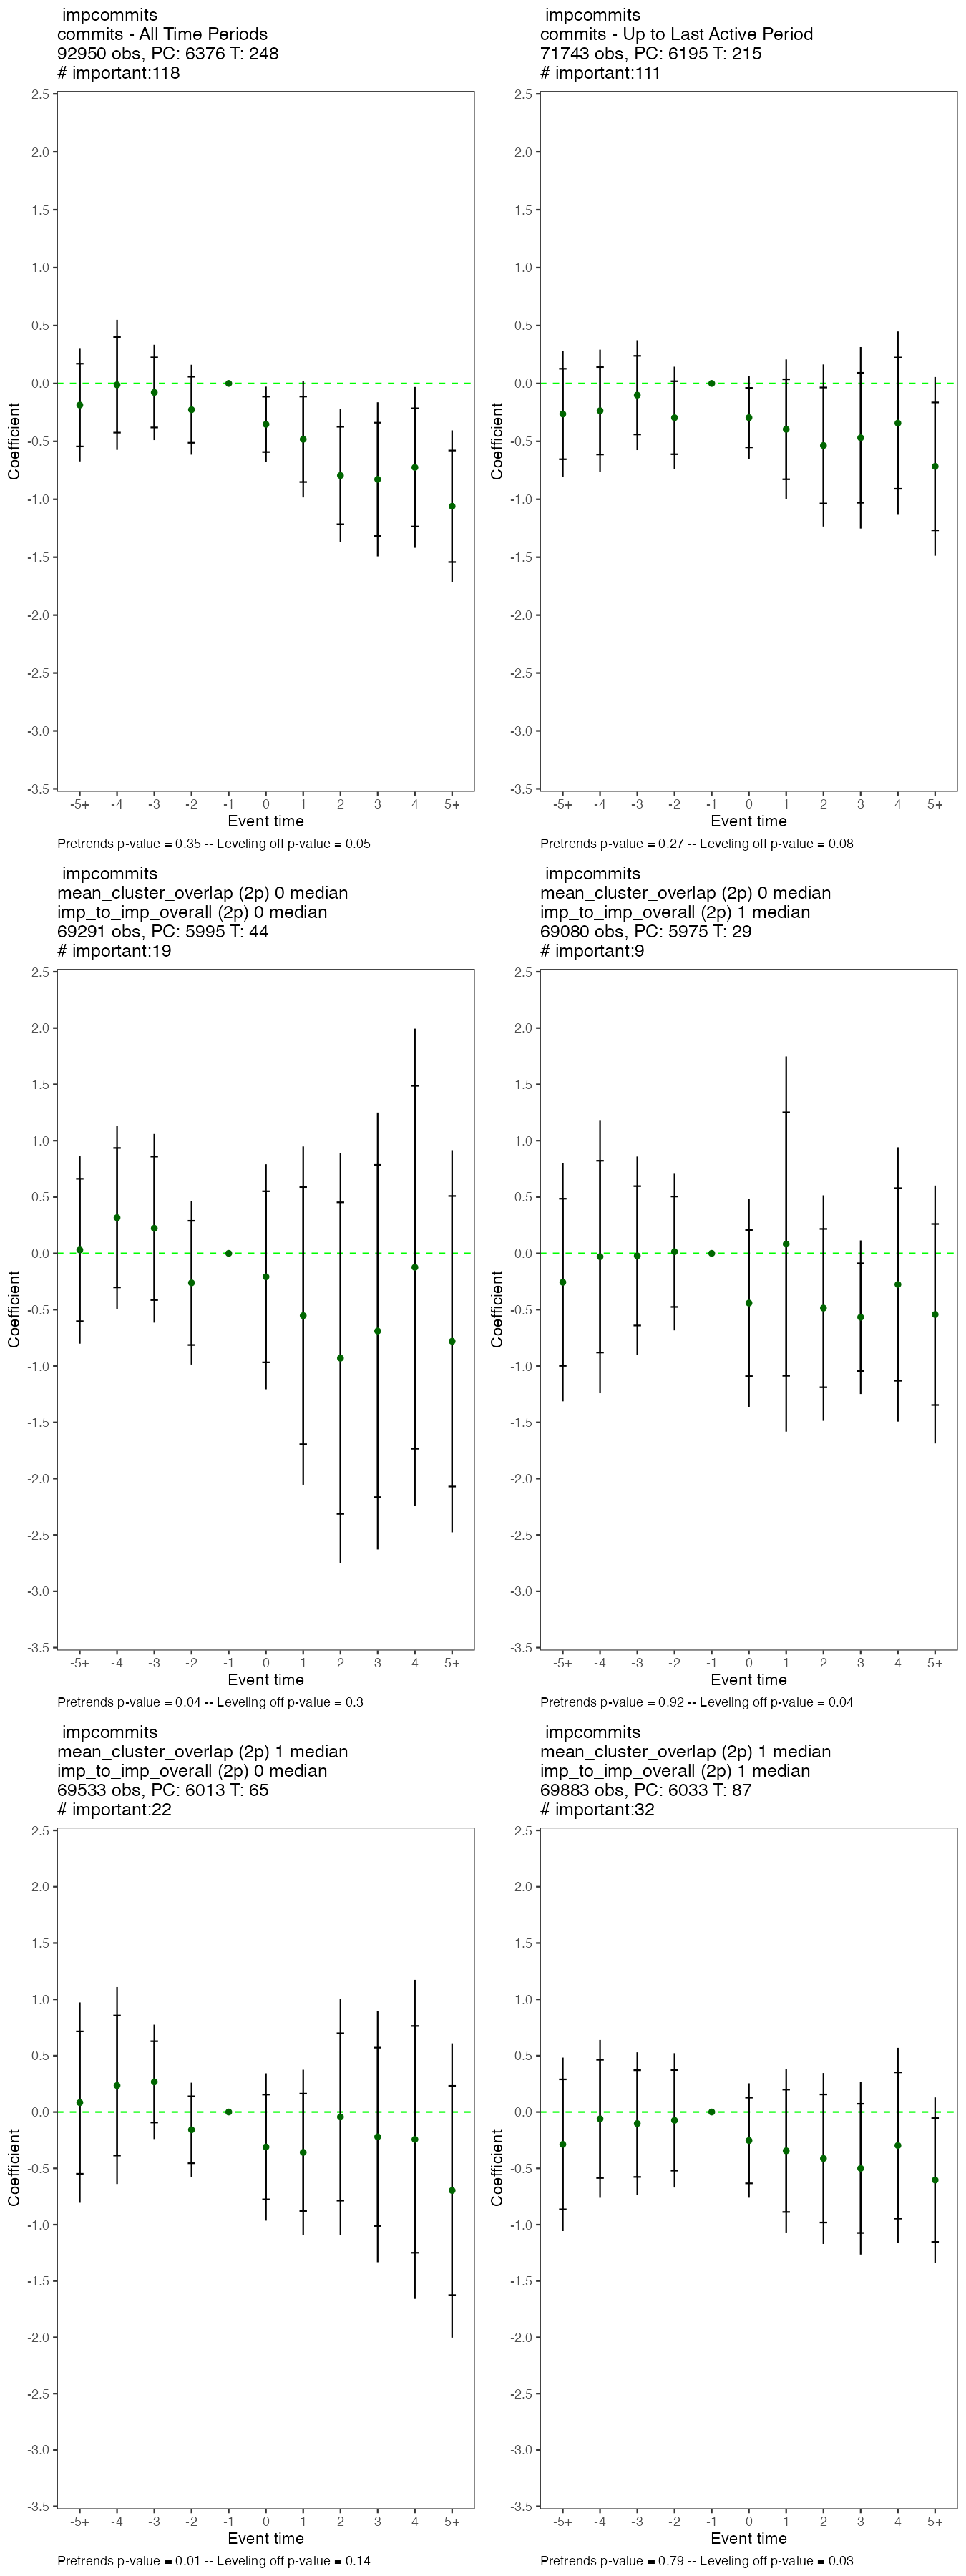 impcommits
commits - All Time Periods
92950 obs, PC: 6376 T: 248
# important:118
2.5
2.0
1.5
1.0
0.5
0.0
-0.5
-1.0
-1.5
-2.0
-2.5
-3.0
-3.5
Coefficient
-5+ -4 -3 -2 -1 0 1 2 3 4 5+
Event time
Pretrends p-value = 0.35 -- Leveling off p-value = 0.05
impcommits
commits - Up to Last Active Period
71743 obs, PC: 6195 T: 215
# important:111
2.5
2.0
1.5
1.0
0.5
0.0
-0.5
-1.0
-1.5
-2.0
-2.5
-3.0
-3.5
Coefficient
-5+ -4 -3 -2 -1 0 1 2 3 4 5+
Event time
Pretrends p-value = 0.27 -- Leveling off p-value = 0.08
impcommits
mean_cluster_overlap (2p) 0 median
imp_to_imp_overall (2p) 0 median
69291 obs, PC: 5995 T: 44
# important:19
2.5
2.0
1.5
1.0
0.5
0.0
-0.5
-1.0
-1.5
-2.0
-2.5
-3.0
-3.5
Coefficient
-5+ -4 -3 -2 -1 0 1 2 3 4 5+
Event time
Pretrends p-value = 0.04 -- Leveling off p-value = 0.3
impcommits
mean_cluster_overlap (2p) 0 median
imp_to_imp_overall (2p) 1 median
69080 obs, PC: 5975 T: 29
# important:9
2.5
2.0
1.5
1.0
0.5
0.0
-0.5
-1.0
-1.5
-2.0
-2.5
-3.0
-3.5
Coefficient
-5+ -4 -3 -2 -1 0 1 2 3 4 5+
Event time
Pretrends p-value = 0.92 -- Leveling off p-value = 0.04
impcommits
mean_cluster_overlap (2p) 1 median
imp_to_imp_overall (2p) 0 median
69533 obs, PC: 6013 T: 65
# important:22
2.5
2.0
1.5
1.0
0.5
0.0
-0.5
-1.0
-1.5
-2.0
-2.5
-3.0
-3.5
Coefficient
-5+ -4 -3 -2 -1 0 1 2 3 4 5+
Event time
Pretrends p-value = 0.01 -- Leveling off p-value = 0.14
impcommits
mean_cluster_overlap (2p) 1 median
imp_to_imp_overall (2p) 1 median
69883 obs, PC: 6033 T: 87
# important:32
2.5
2.0
1.5
1.0
0.5
0.0
-0.5
-1.0
-1.5
-2.0
-2.5
-3.0
-3.5
Coefficient
-5+ -4 -3 -2 -1 0 1 2 3 4 5+
Event time
Pretrends p-value = 0.79 -- Leveling off p-value = 0.03